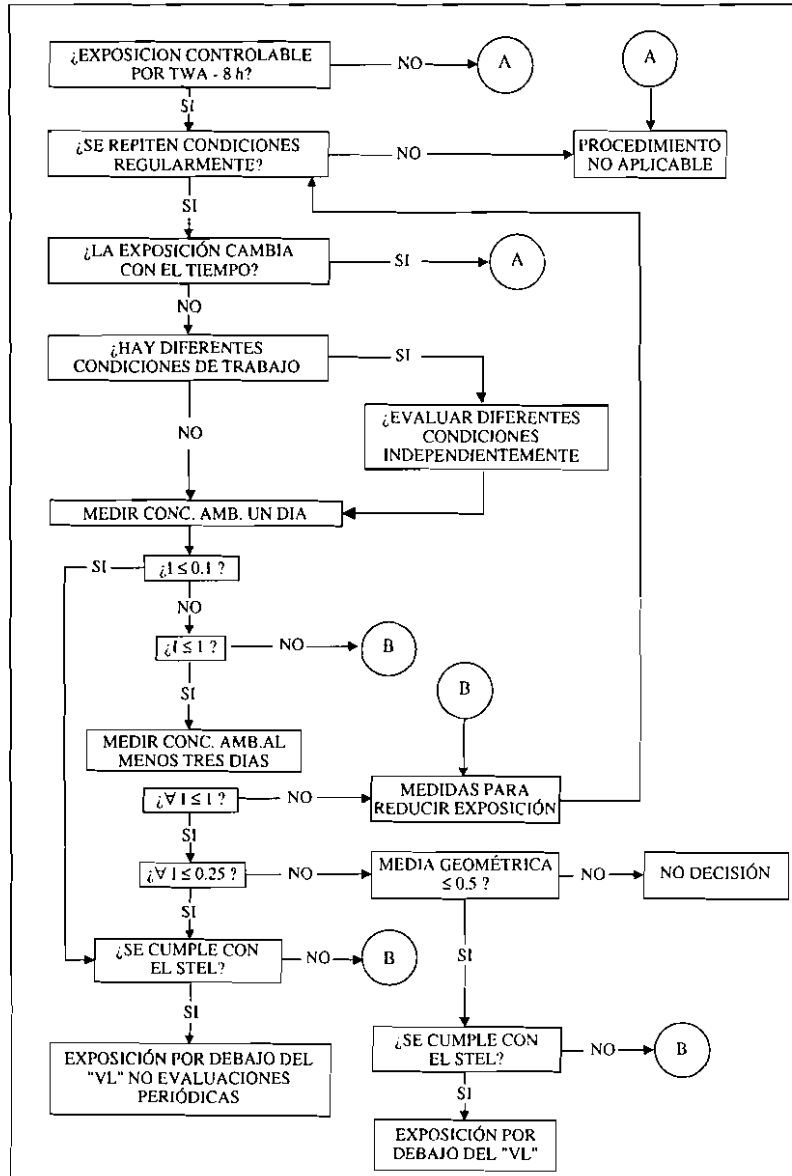 ¿EXPOSICION CONTROLABLE
POR TWA - 8 h?
NO
A
A
SI
¿SE REPITEN CONDICIONES
REGULARMENTE?
NO
PROCEDIMIENTO
NO APLICABLE
SI
¿LA EXPOSICIÓN CAMBIA
CON EL TIEMPO?
SI
A
NO
¿HAY DIFERENTES
CONDICIONES DE TRABAJO
SI
¿EVALUAR DIFERENTES
CONDICIONES
INDEPENDIENTEMENTE
NO
MEDIR CONC. AMB. UN DIA
SI
¿I ≤ 0.1 ?
NO
¿I ≤ 1 ?
NO
B
B
SI
MEDIR CONC. AMB.AL
MENOS TRES DIAS
¿∀ I ≤ 1 ?
NO
MEDIDAS PARA
REDUCIR EXPOSICIÓN
SI
¿∀ I ≤ 0.25 ?
NO
MEDIA GEOMÉTRICA
≤ 0.5 ?
NO
NO DECISIÓN
SI
¿SE CUMPLE CON
EL STEL?
NO
B
SI
SI
¿SE CUMPLE CON
EL STEL?
NO
B
EXPOSICIÓN POR DEBAJO DEL
"VL" NO EVALUACIONES
PERIÓDICAS
SI
EXPOSICIÓN POR
DEBAJO DEL "VL"